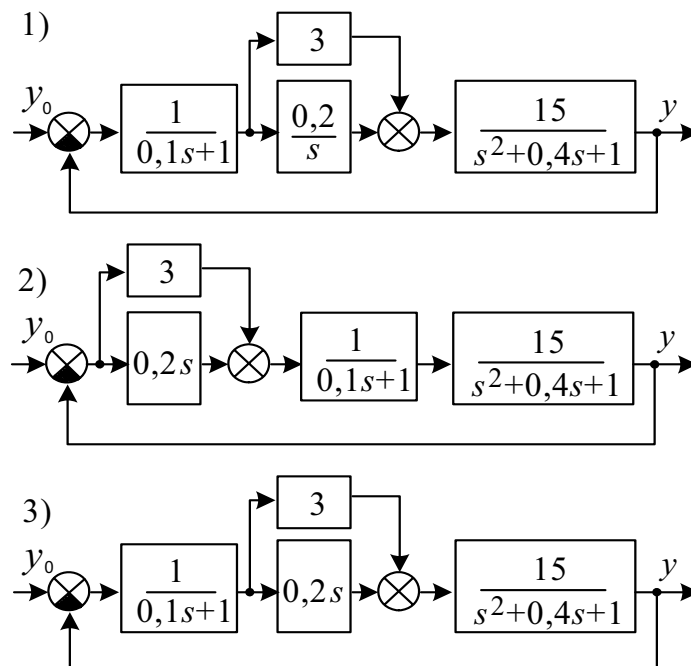 1)
3
y₀
1
0,1s+1
0,2
s
15
s²+0,4s+1
y
2)
3
y₀
0,2s
1
0,1s+1
15
s²+0,4s+1
y
3)
3
y₀
1
0,1s+1
0,2s
15
s²+0,4s+1
y